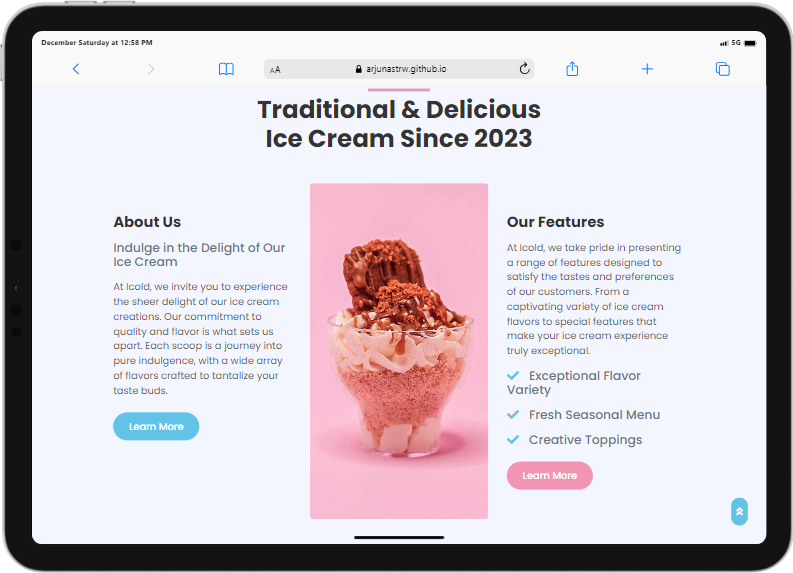 December Saturday at 12:58 PM
5G
AA
arjunastrw.github.io
Traditional & Delicious
Ice Cream Since 2023
About Us
Indulge in the Delight of Our
Ice Cream
At Icold, we invite you to experience
the sheer delight of our ice cream
creations. Our commitment to
quality and flavor is what sets us
apart. Each scoop is a journey into
pure indulgence, with a wide array
of flavors crafted to tantalize your
taste buds.
Learn More
Our Features
At Icold, we take pride in presenting
a range of features designed to
satisfy the tastes and preferences
of our customers. From a
captivating variety of ice cream
flavors to special features that
make your ice cream experience
truly exceptional.
Exceptional Flavor
Variety
Fresh Seasonal Menu
Creative Toppings
Learn More